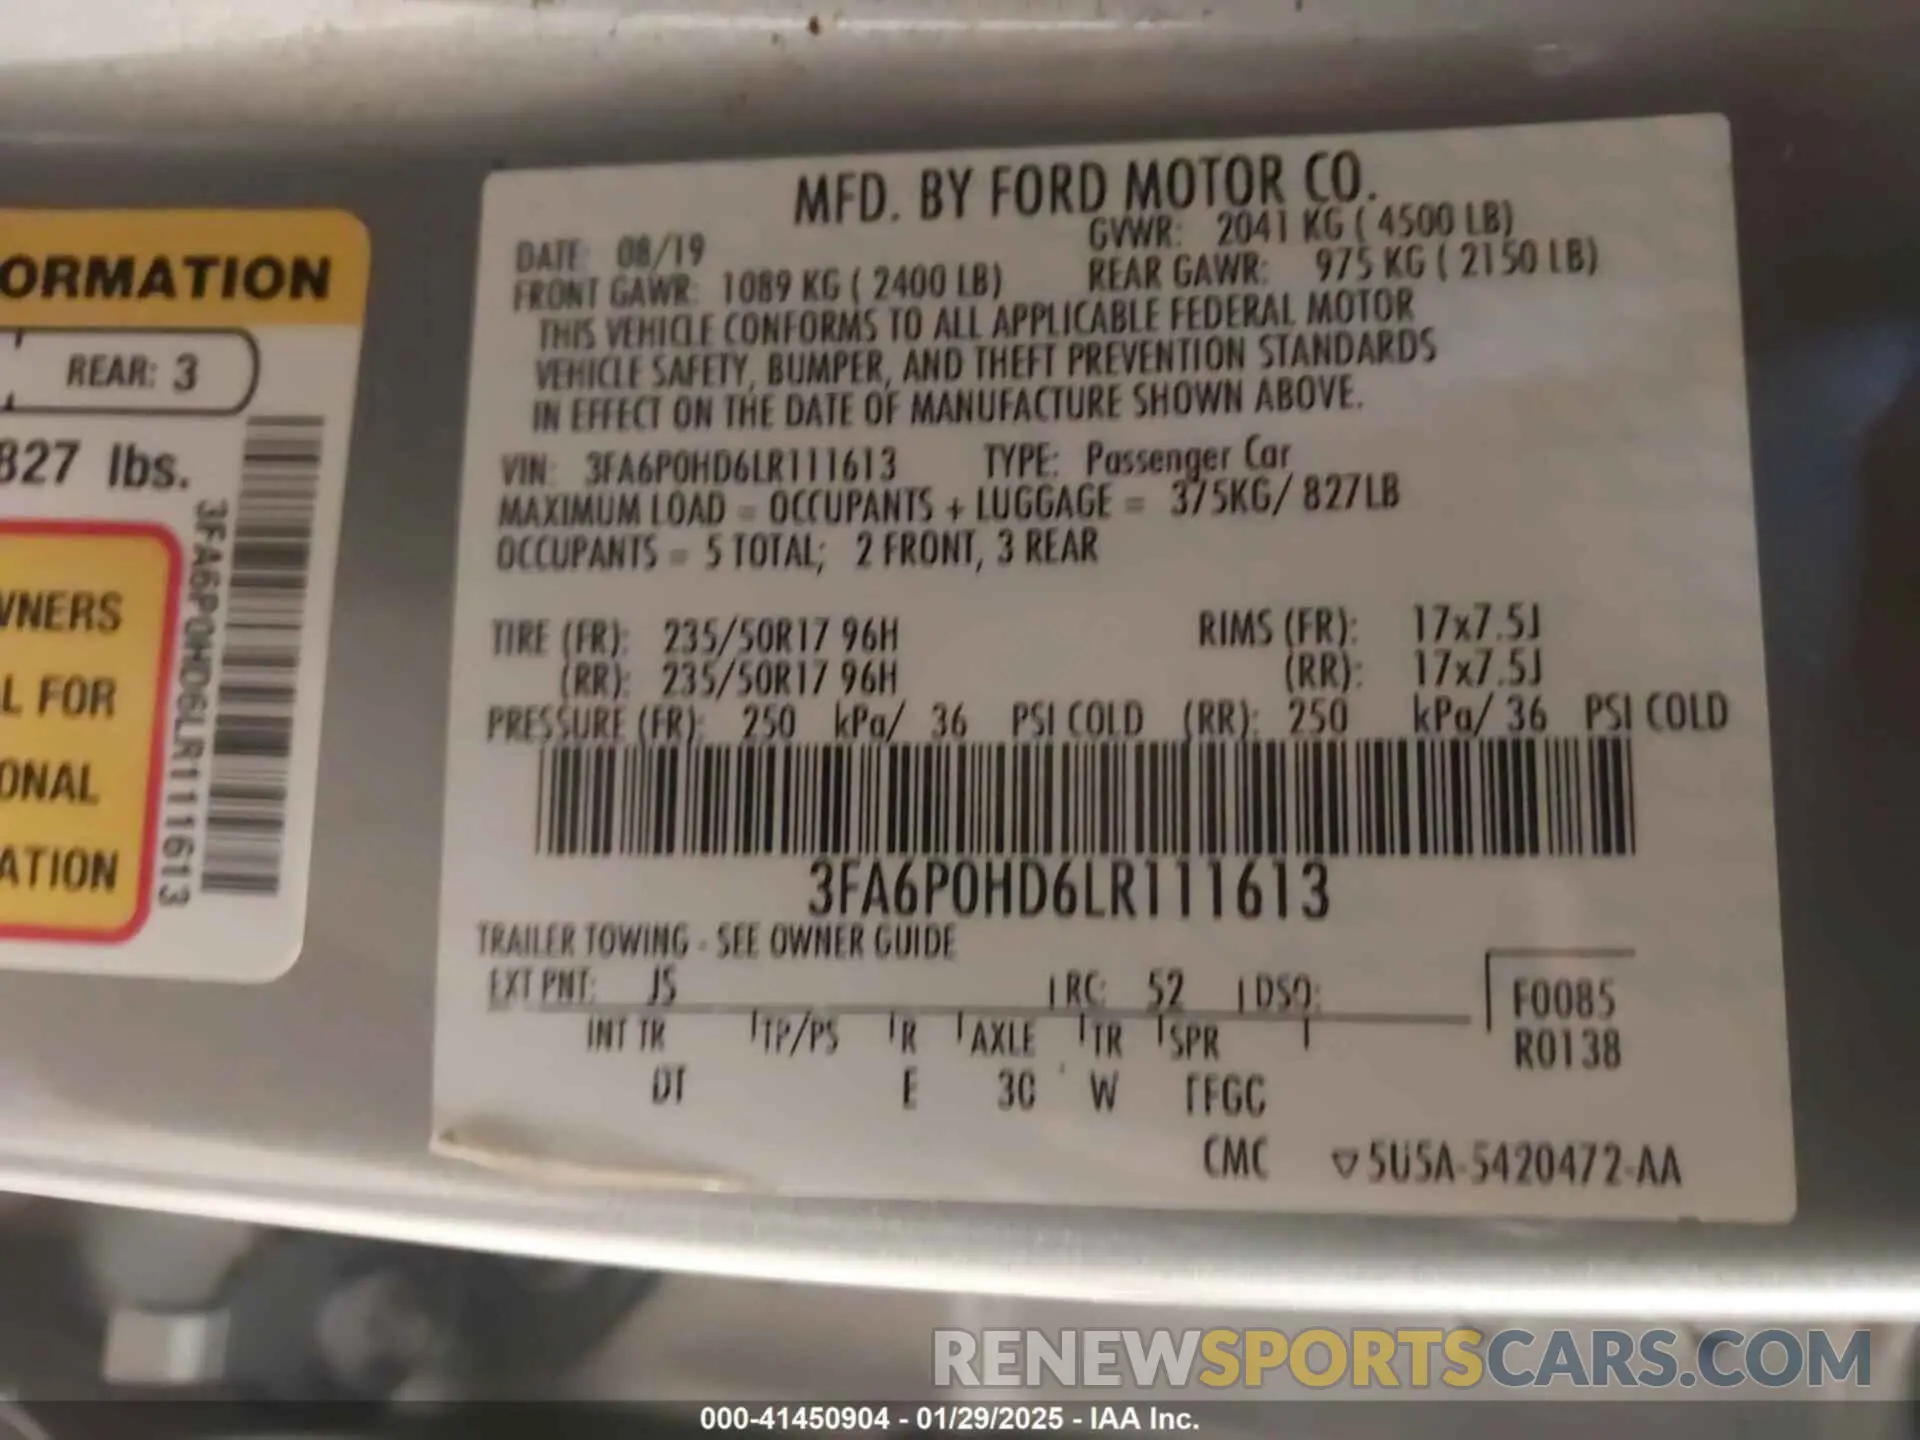 ORMATION
REAR: 3
827 lbs.
WNERS
L FOR
ONAL
ATION
3FA6P0HD6LR111613
MFD. BY FORD MOTOR CO.
DATE: 08/19 GVWR: 2041 KG ( 4500 LB)
FRONT GAWR: 1089 KG ( 2400 LB) REAR GAWR: 975 KG ( 2150 LB)
THIS VEHICLE CONFORMS TO ALL APPLICABLE FEDERAL MOTOR
VEHICLE SAFETY, BUMPER, AND THEFT PREVENTION STANDARDS
IN EFFECT ON THE DATE OF MANUFACTURE SHOWN ABOVE.
VIN: 3FA6P0HD6LR111613 TYPE: Passenger Car
MAXIMUM LOAD = OCCUPANTS + LUGGAGE = 375KG/ 827LB
OCCUPANTS = 5 TOTAL; 2 FRONT, 3 REAR
TIRE (FR): 235/50R17 96H RIMS (FR): 17x7.5J
(RR): 235/50R17 96H (RR): 17x7.5J
PRESSURE (FR): 250 kPa/ 36 PSI COLD (RR): 250 kPa/ 36 PSI COLD
3FA6P0HD6LR111613
TRAILER TOWING - SEE OWNER GUIDE
EXT PNT: JS RC: 52 DSO:
F0085
INT TR TP/PS R AXLE TR SPR
R0138
DT E 3C W TFGC
CMC ▽5U5A-5420472-AA
RENEWSPORTSCARS.COM
000-41450904 - 01/29/2025 - IAA Inc.